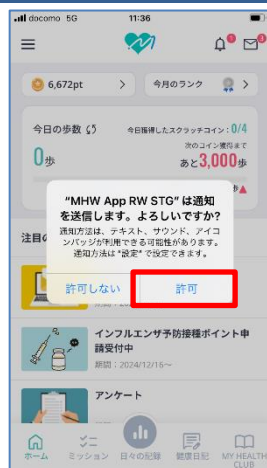 docomo 5G 11:36
6,672pt
今月のランク
今日の歩数
今日獲得したスクラッチコイン：0/4
次のコイン獲得まで
0歩
あと3,000歩
"MHW App RW STG"は通知
を送信します。よろしいですか?
通知方法は、テキスト、サウンド、アイコ
ンバッジが利用できる可能性があります。
通知方法は"設定"で設定できます。
許可しない
許可
インフルエンザ予防接種ポイント申
請受付中
期間：2024/12/16〜
アンケート
ホーム
ミッション
日々の記録
健康日記
MY HEALTH
CLUB